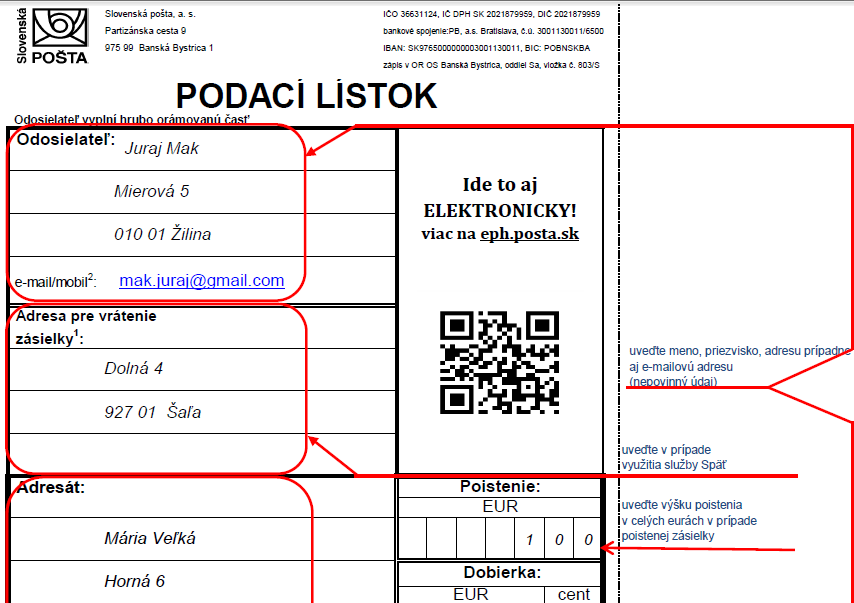 Slovenská
POŠTA
Slovenská pošta, a. s.
Partizánska cesta 9
975 99 Banská Bystrica 1
IČO 36631124, IČ DPH SK 2021879959, DIČ 2021879959
bankové spojenie:PB, a.s. Bratislava, č.ú. 3001130011/6500
IBAN: SK9765000000003001130011, BIC: POBNSKBA
zápis v OR OS Banská Bystrica, oddiel Sa, vložka č. 803/S
PODACÍ LÍSTOK
Odosielateľ vyplní hrubo orámovanú časť
Odosielateľ:
Juraj Mak
Mierová 5
010 01 Žilina
e-mail/mobil2: mak.juraj@gmail.com
Ide to aj
ELEKTRONICKY!
viac na eph.posta.sk
Adresa pre vrátenie
zásielky1:
Dolná 4
927 01 Šaľa
uveďte meno, priezvisko, adresu prípadne
aj e-mailovú adresu
(nepovinný údaj)
uveďte v prípade
využitia služby Späť
Adresát:
Mária Veľká
Horná 6
Poistenie:
EUR
1 0 0
uveďte výšku poistenia
v celých eurách v prípade
poistenej zásielky
Dobierka:
EUR cent